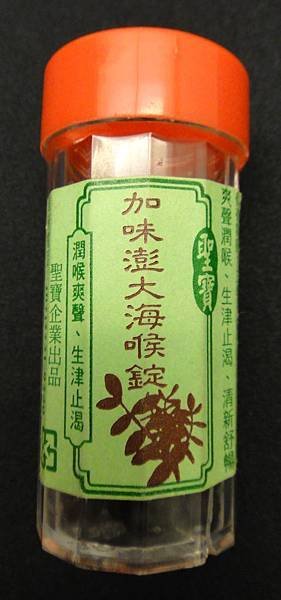 爽聲潤喉、生津止渴、清新舒暢
聖寶
加味澎大海喉錠
潤喉爽聲、生津止渴
聖寶企業出品